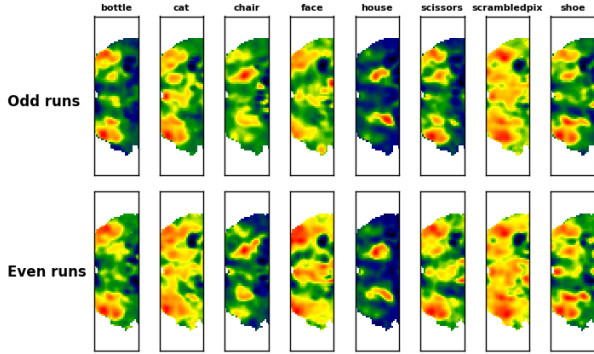 bottle cat chair face house scissors scrambledpix shoe
Odd runs
Even runs